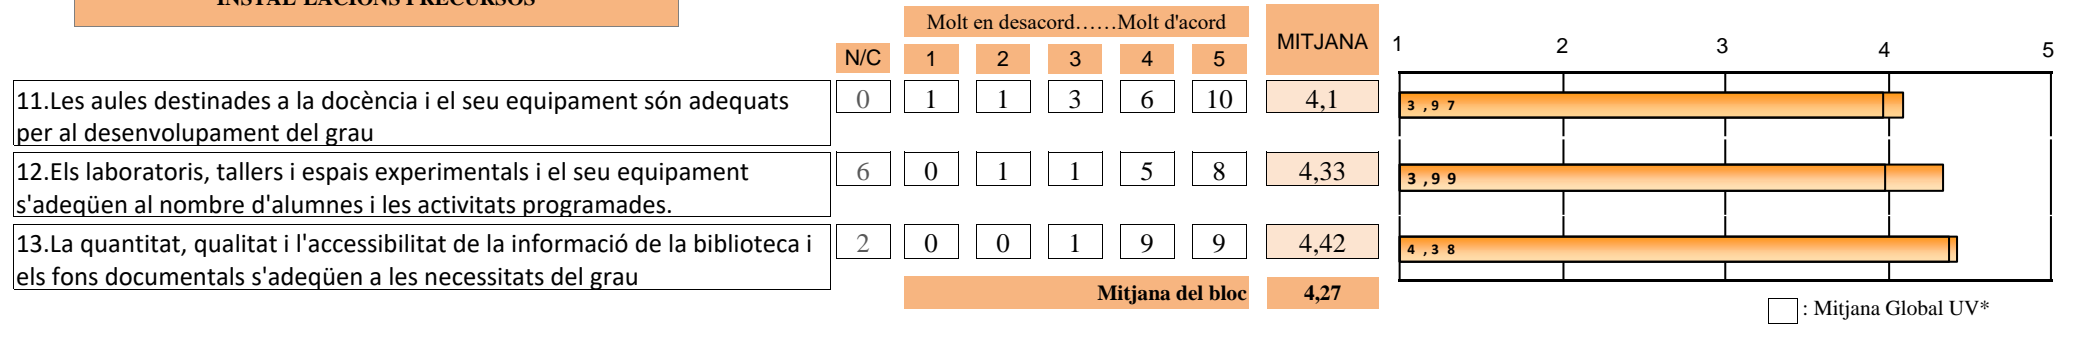 INSTAL·LACIONS I RECURSOS
Molt en desacord......Molt d'acord
MITJANA
N/C 1 2 3 4 5
1 2 3 4 5
11.Les aules destinades a la docència i el seu equipament són adequats
per al desenvolupament del grau
0 1 1 3 6 10 4,1
3,97
12.Els laboratoris, tallers i espais experimentals i el seu equipament
s'adeqüen al nombre d'alumnes i les activitats programades.
6 0 1 1 5 8 4,33
3,99
13.La quantitat, qualitat i l'accessibilitat de la informació de la biblioteca i
els fons documentals s'adeqüen a les necessitats del grau
2 0 0 1 9 9 4,42
4,38
Mitjana del bloc 4,27
: Mitjana Global UV*